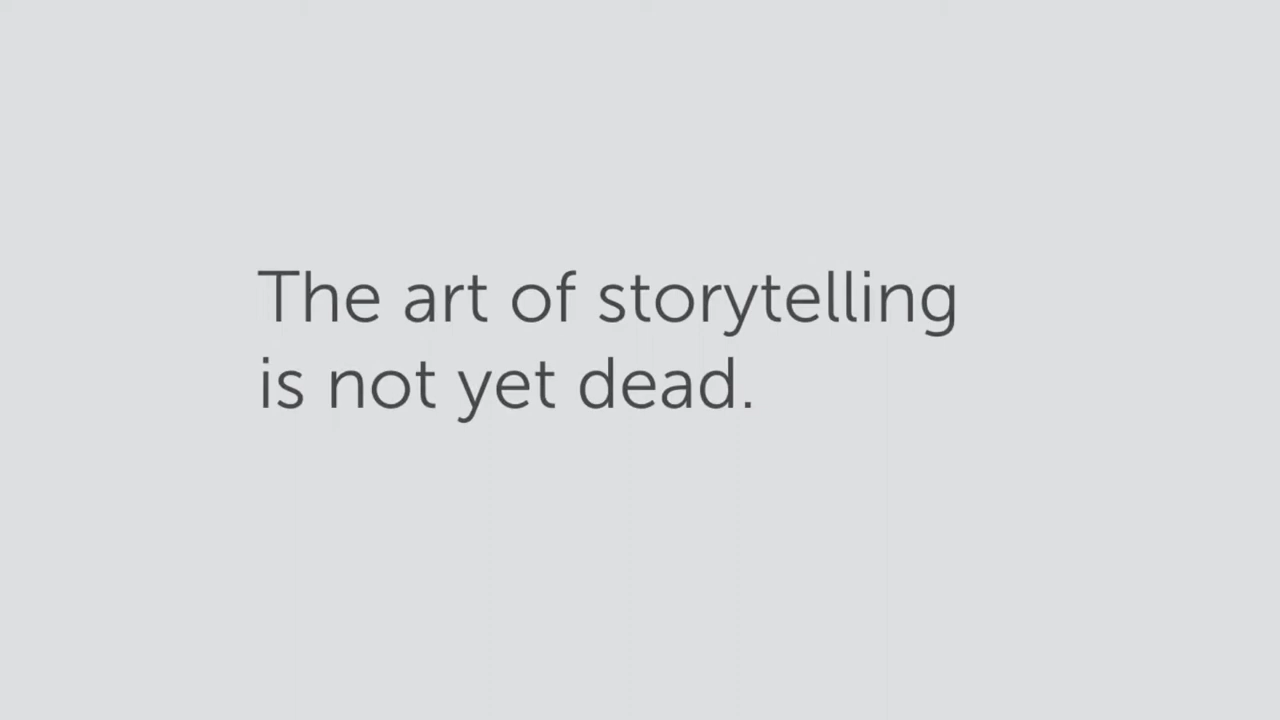 The art of storytelling
is not yet dead.